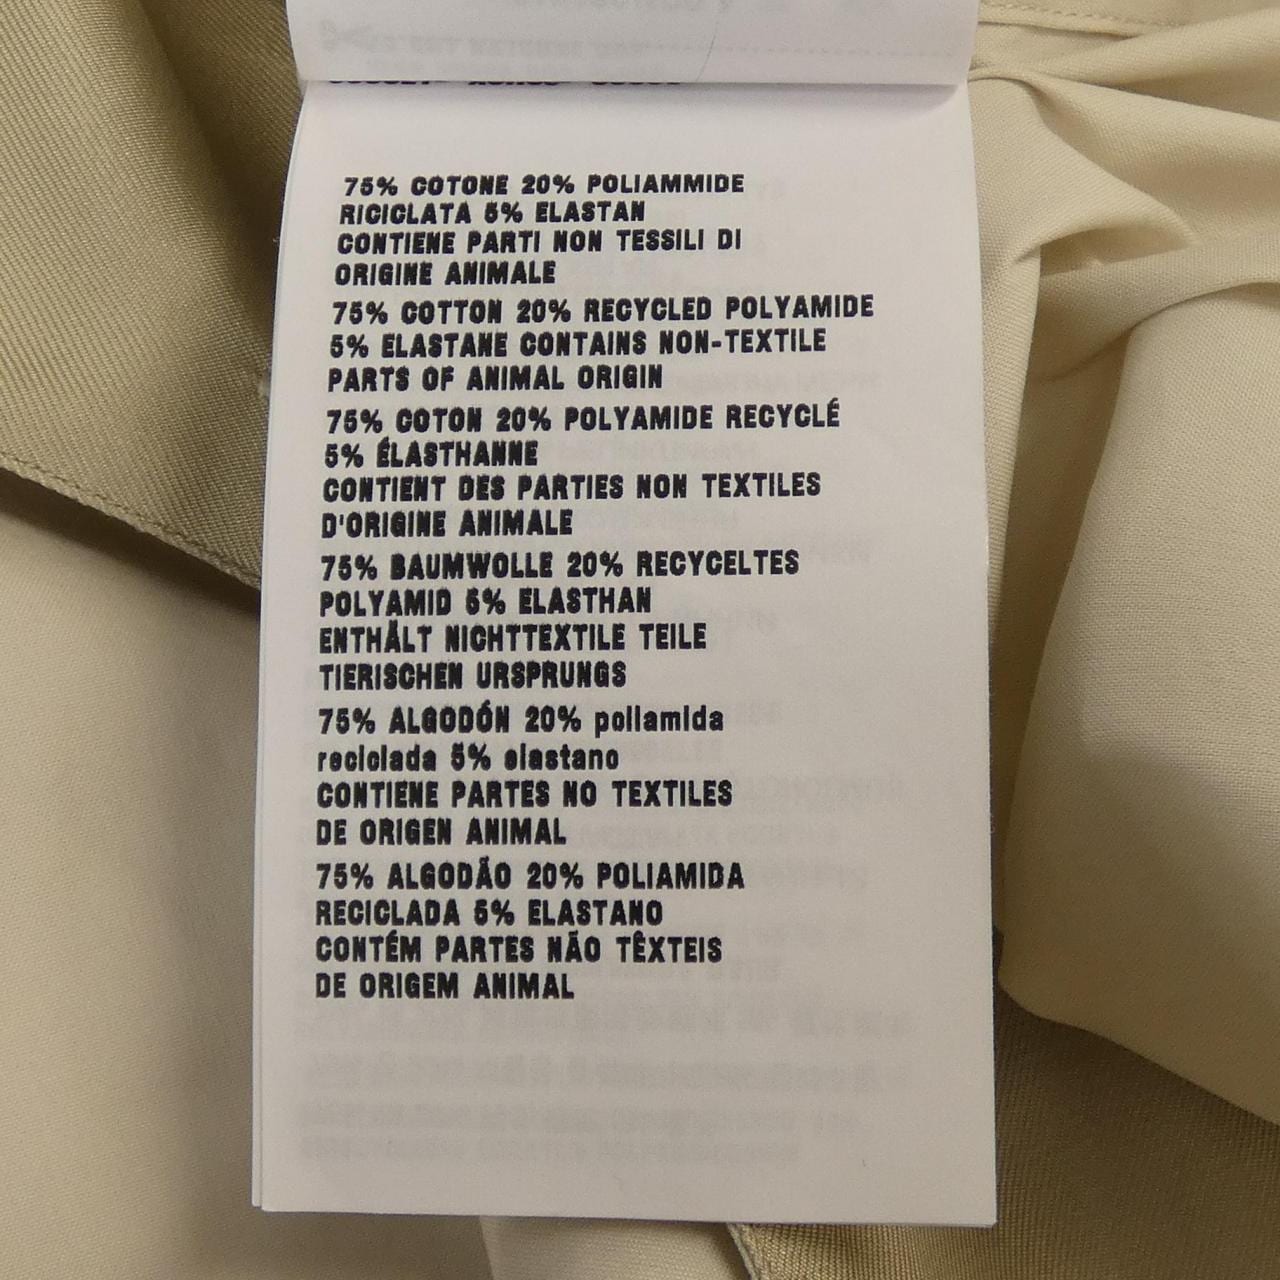 75% COTONE 20% POLIAMMIDE
RICICLATA 5% ELASTAN
CONTIENE PARTI NON TESSILI DI
ORIGINE ANIMALE
75% COTTON 20% RECYCLED POLYAMIDE
5% ELASTANE CONTAINS NON-TEXTILE
PARTS OF ANIMAL ORIGIN
75% COTON 20% POLYAMIDE RECYCLÉ
5% ÉLASTHANNE
CONTIENT DES PARTIES NON TEXTILES
D'ORIGINE ANIMALE
75% BAUMWOLLE 20% RECYCELTES
POLYAMID 5% ELASTHAN
ENTHÄLT NICHTTEXTILE TEILE
TIERISCHEN URSPRUNGS
75% ALGODÓN 20% poliamida
reciclada 5% elastano
CONTIENE PARTES NO TEXTILES
DE ORIGEN ANIMAL
75% ALGODÃO 20% POLIAMIDA
RECICLADA 5% ELASTANO
CONTÉM PARTES NÃO TÊXTEIS
DE ORIGEM ANIMAL